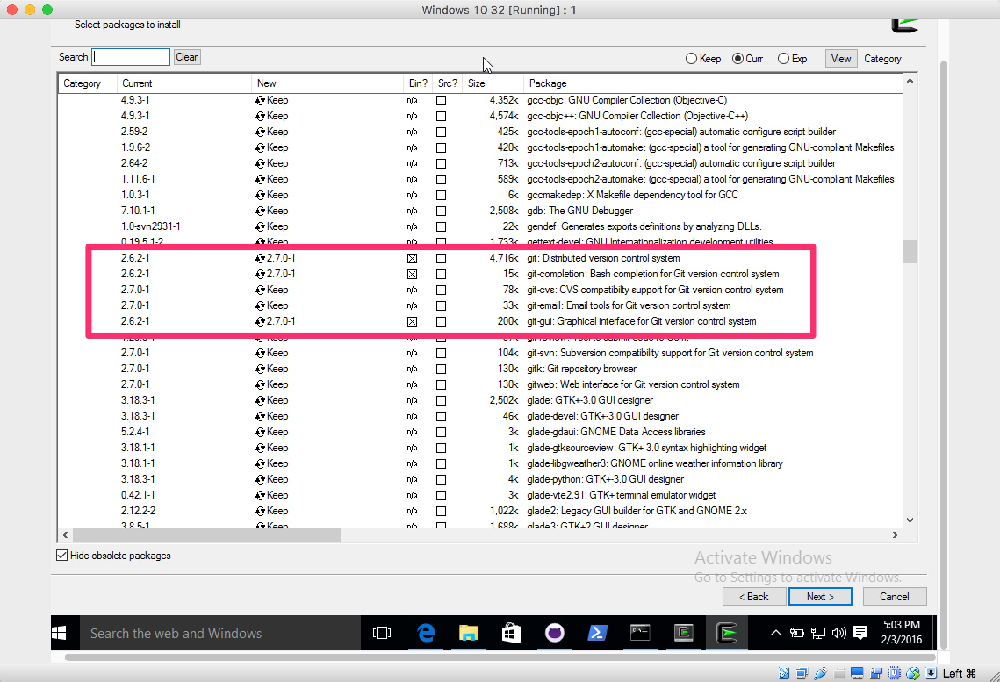 Windows 10 32 [Running] : 1
Select packages to install
Search Clear Keep Curr Exp View Category
Category Current New Bin? Src? Size Package
4.9.3-1 Keep n/a 4,352k gcc-objc: GNU Compiler Collection (Objective-C)
4.9.3-1 Keep n/a 4,574k gcc-objc++: GNU Compiler Collection (Objective-C++)
2.59-2 Keep n/a 425k gcc-tools-epoch1-autoconf: (gcc-special) automatic configure script builder
1.9.6-2 Keep n/a 420k gcc-tools-epoch1-automake: (gcc-special) a tool for generating GNU-compliant Makefiles
2.64-2 Keep n/a 713k gcc-tools-epoch2-autoconf: (gcc-special) automatic configure script builder
1.11.6-1 Keep n/a 589k gcc-tools-epoch2-automake: (gcc-special) a tool for generating GNU-compliant Makefiles
1.0.3-1 Keep n/a 6k gccmakedep: X Makefile dependency tool for GCC
7.10.1-1 Keep n/a 2,508k gdb: The GNU Debugger
1.0-svn2931-1 Keep n/a 22k gendef: Generates exports definitions by analyzing DLLs.
0.19.5.1-2 Keep n/a 1,733k gettext-devel: GNU Internationalization development utilities
2.6.2-1 2.7.0-1 4,716k git: Distributed version control system
2.6.2-1 2.7.0-1 15k git-completion: Bash completion for Git version control system
2.7.0-1 Keep n/a 78k git-cvs: CVS compatibilty support for Git version control system
2.7.0-1 Keep n/a 33k git-email: Email tools for Git version control system
2.6.2-1 2.7.0-1 200k git-gui: Graphical interface for Git version control system
Keep n/a git-review: Tool to submit code to Gerrit
2.7.0-1 Keep n/a 104k git-svn: Subversion compatibility support for Git version control system
2.7.0-1 Keep n/a 130k gitk: Git repository browser
2.7.0-1 Keep n/a 130k gitweb: Web interface for Git version control system
3.18.3-1 Keep n/a 2,502k glade: GTK+-3.0 GUI designer
3.18.3-1 Keep n/a 46k glade-devel: GTK+-3.0 GUI designer
5.2.4-1 Keep n/a 3k glade-gdaui: GNOME Data Access libraries
3.18.1-1 Keep n/a 1k glade-gtksourceview: GTK+ 3.0 syntax highlighting widget
3.18.1-1 Keep n/a 1k glade-libgweather3: GNOME online weather information library
3.18.3-1 Keep n/a 4k glade-python: GTK+-3.0 GUI designer
0.42.1-1 Keep n/a 3k glade-vte2.91: GTK+ terminal emulator widget
2.12.2-2 Keep n/a 1,022k glade2: Legacy GUI builder for GTK and GNOME 2.x
3.8.5-1 Keep n/a 1,688k glade3: GTK+2 GUI designer
Hide obsolete packages
Activate Windows
Go to Settings to activate Windows.
< Back Next > Cancel
Search the web and Windows
5:03 PM
2/3/2016
Left ⌘